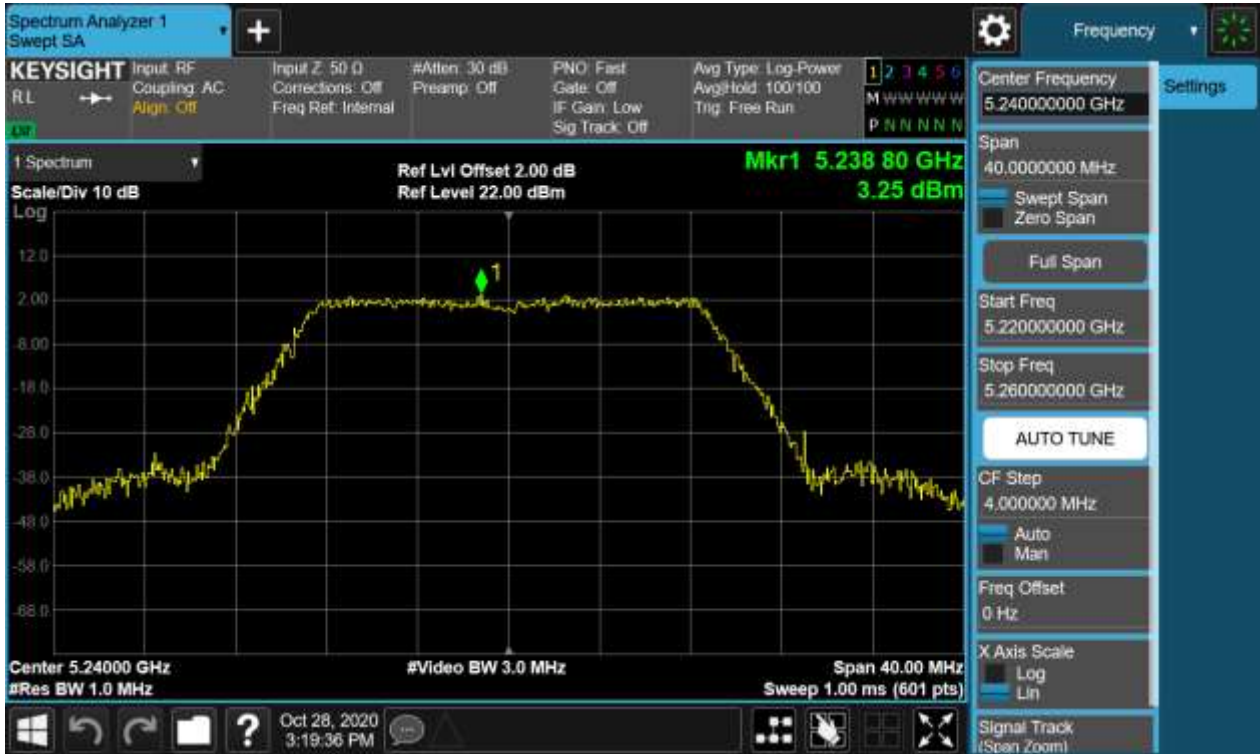 Spectrum Analyzer 1
Swept SA
+
Frequency
KEYSIGHT
RL
Input: RF
Coupling: AC
Align: Off
Input Z: 50 Ω
Corrections: Off
Freq Ref: Internal
#Atten: 30 dB
Preamp: Off
PNO: Fast
Gate: Off
IF Gain: Low
Sig Track: Off
Avg Type: Log-Power
Avg|Hold: 100/100
Trig: Free Run
1 2 3 4 5 6
M W W W W W
P N N N N N
1 Spectrum
Scale/Div 10 dB
Ref Lvl Offset 2.00 dB
Ref Level 22.00 dBm
Mkr1 5.238 80 GHz
3.25 dBm
Log
12.0
2.00
-8.00
-18.0
-28.0
-38.0
-48.0
-58.0
-68.0
1
Center 5.24000 GHz
#Res BW 1.0 MHz
#Video BW 3.0 MHz
Span 40.00 MHz
Sweep 1.00 ms (601 pts)
Center Frequency
5.240000000 GHz
Settings
Span
40.0000000 MHz
Swept Span
Zero Span
Full Span
Start Freq
5.220000000 GHz
Stop Freq
5.260000000 GHz
AUTO TUNE
CF Step
4.000000 MHz
Auto
Man
Freq Offset
0 Hz
X Axis Scale
Log
Lin
Signal Track
(Span Zoom)
?
Oct 28, 2020
3:19:36 PM